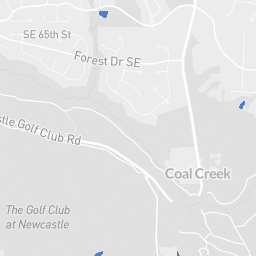 SE 65th St
Forest Dr SE
stle Golf Club Rd
Coal Creek
The Golf Club
at Newcastle